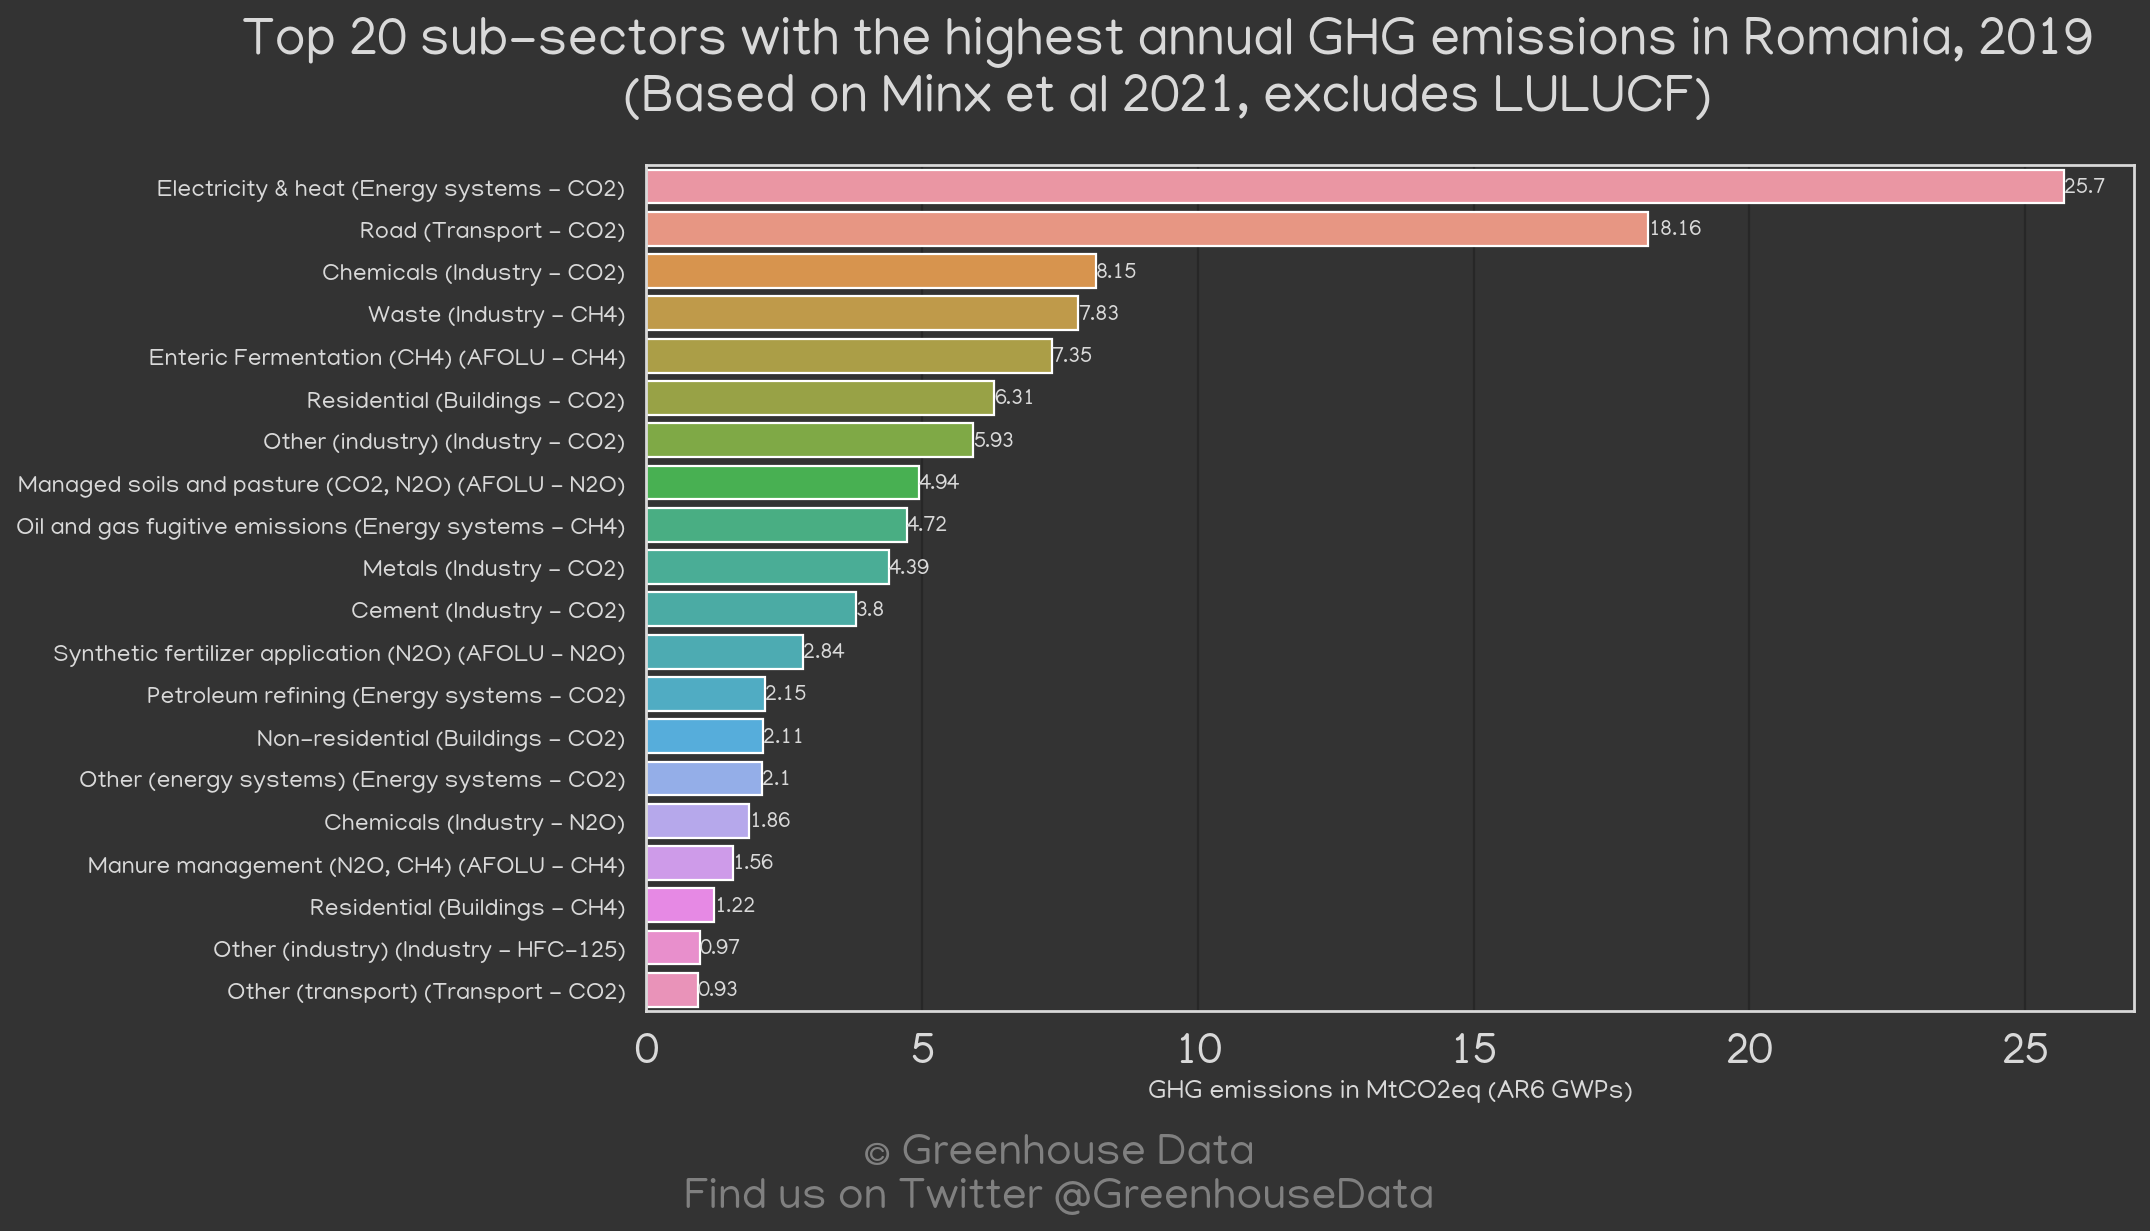 Top 20 sub-sectors with the highest annual GHG emissions in Romania, 2019
(Based on Minx et al 2021, excludes LULUCF)
Electricity & heat (Energy systems - CO2) 25.7
Road (Transport - CO2) 18.16
Chemicals (Industry - CO2) 8.15
Waste (Industry - CH4) 7.83
Enteric Fermentation (CH4) (AFOLU - CH4) 7.35
Residential (Buildings - CO2) 6.31
Other (industry) (Industry - CO2) 5.93
Managed soils and pasture (CO2, N2O) (AFOLU - N2O) 4.94
Oil and gas fugitive emissions (Energy systems - CH4) 4.72
Metals (Industry - CO2) 4.39
Cement (Industry - CO2) 3.8
Synthetic fertilizer application (N2O) (AFOLU - N2O) 2.84
Petroleum refining (Energy systems - CO2) 2.15
Non-residential (Buildings - CO2) 2.11
Other (energy systems) (Energy systems - CO2) 2.1
Chemicals (Industry - N2O) 1.86
Manure management (N2O, CH4) (AFOLU - CH4) 1.56
Residential (Buildings - CH4) 1.22
Other (industry) (Industry - HFC-125) 0.97
Other (transport) (Transport - CO2) 0.93
0 5 10 15 20 25
GHG emissions in MtCO2eq (AR6 GWPs)
© Greenhouse Data
Find us on Twitter @GreenhouseData